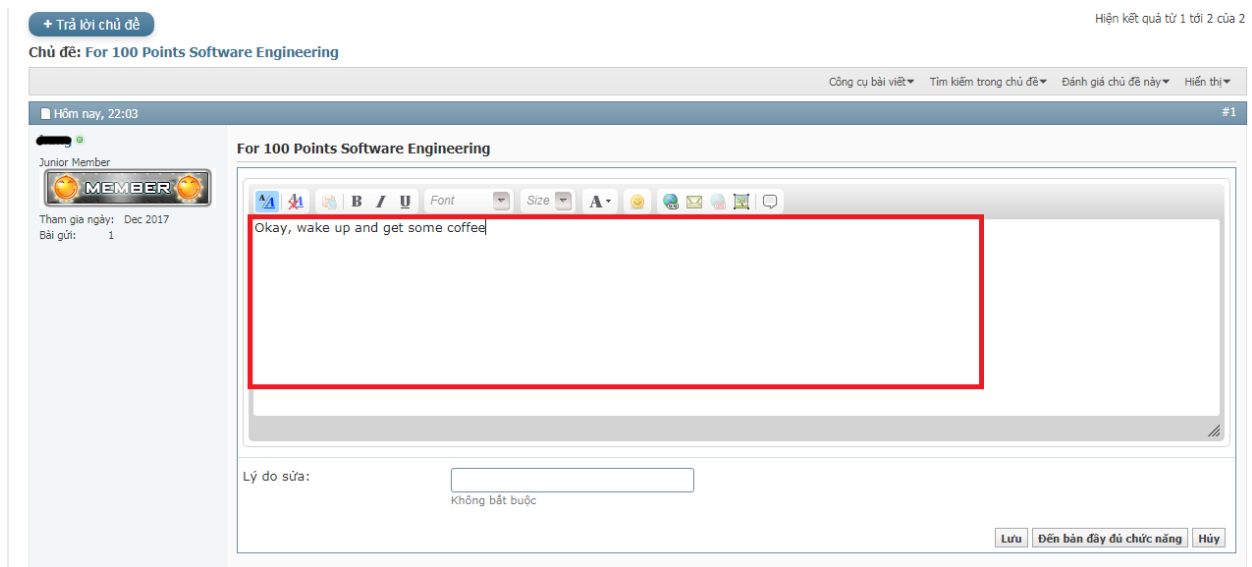 + Trả lời chủ đề
Hiện kết quả từ 1 tới 2 của 2
Chủ đề: For 100 Points Software Engineering
Công cụ bài viết Tìm kiếm trong chủ đề Đánh giá chủ đề này Hiển thị
Hôm nay, 22:03 #1
Junior Member
MEMBER
Tham gia ngày: Dec 2017
Bài gửi: 1
For 100 Points Software Engineering
B I U Font Size A
Okay, wake up and get some coffee
Lý do sửa:
Không bắt buộc
Lưu Đến bản đầy đủ chức năng Hủy